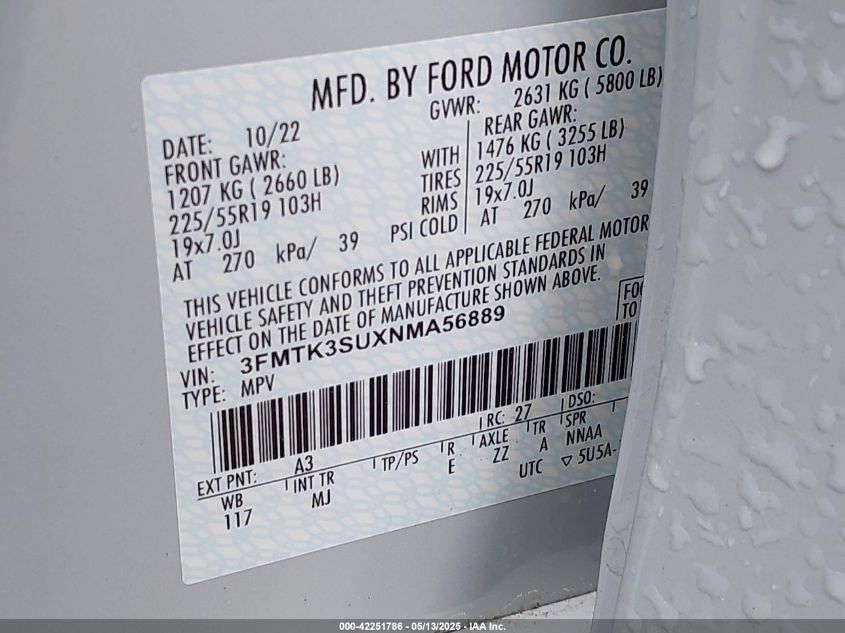 MFD. BY FORD MOTOR CO.
DATE: 10/22
GVWR: 2631 KG ( 5800 LB)
FRONT GAWR:
1207 KG ( 2660 LB)
225/55R19 103H
19x7.0J
AT 270 kPa/ 39
WITH
TIRES
RIMS
PSI COLD
REAR GAWR:
1476 KG ( 3255 LB)
225/55R19 103H
19x7.0J
AT 270 kPa/ 39
THIS VEHICLE CONFORMS TO ALL APPLICABLE FEDERAL MOTOR
VEHICLE SAFETY AND THEFT PREVENTION STANDARDS IN
EFFECT ON THE DATE OF MANUFACTURE SHOWN ABOVE.
VIN: 3FMTK3SUXNMA56889
TYPE: MPV
TO
EXT PNT: A3
RC: 27
DSO:
WB
INT TR
TP/PS
R
AXLE
TR
SPR
117
MJ
E
ZZ
A
NNAA
UTC
▽ 5U5A-
000-42251786 - 05/13/2025 - IAA Inc.